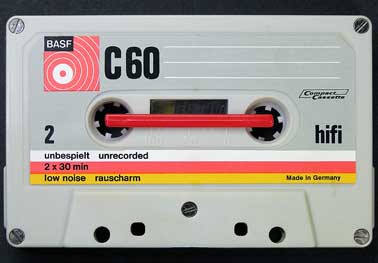 BASF
C60
Compact
Cassette
2
hifi
unbespielt unrecorded
2 x 30 min
low noise rauscharm
Made in Germany